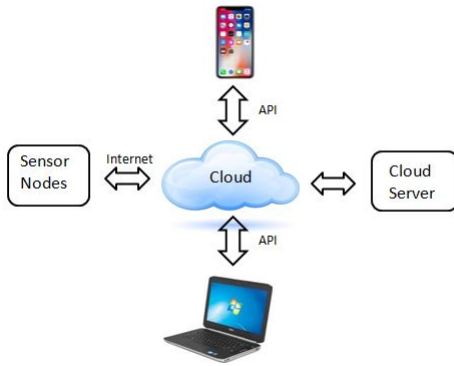 API
Sensor
Nodes
Internet
Cloud
Cloud
Server
API